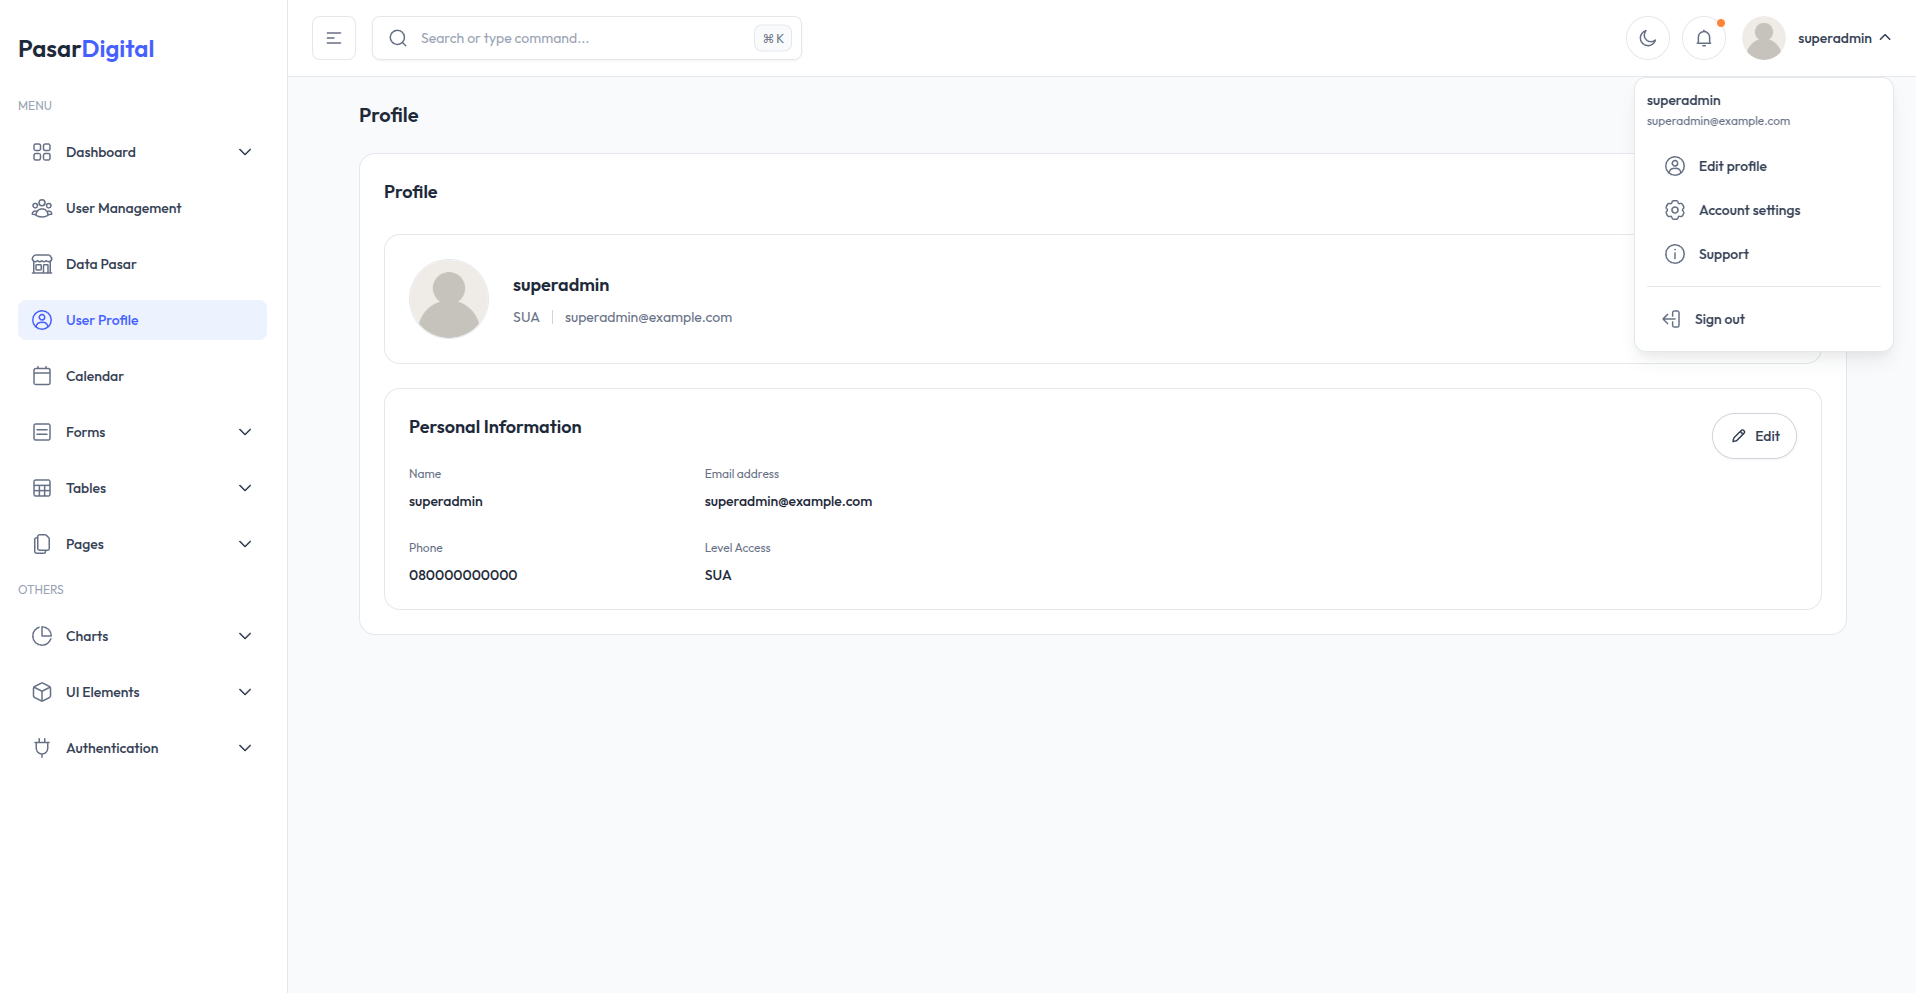 PasarDigital
MENU
Dashboard
User Management
Data Pasar
User Profile
Calendar
Forms
Tables
Pages
OTHERS
Charts
UI Elements
Authentication
Search or type command...
⌘ K
superadmin
superadmin
superadmin@example.com
Edit profile
Account settings
Support
Sign out
Profile
Profile
superadmin
SUA
superadmin@example.com
Personal Information
Edit
Name
Email address
superadmin
superadmin@example.com
Phone
Level Access
080000000000
SUA